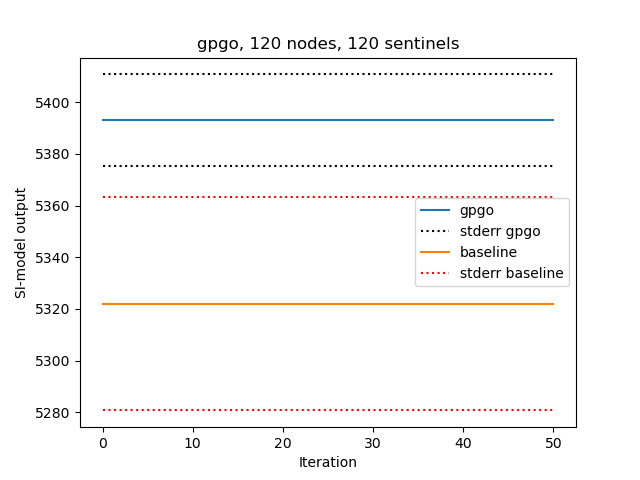 gpgo, 120 nodes, 120 sentinels
5400
5380
5360
5340
5320
5300
5280
SI-model output
gpgo
stderr gpgo
baseline
stderr baseline
0 10 20 30 40 50
Iteration